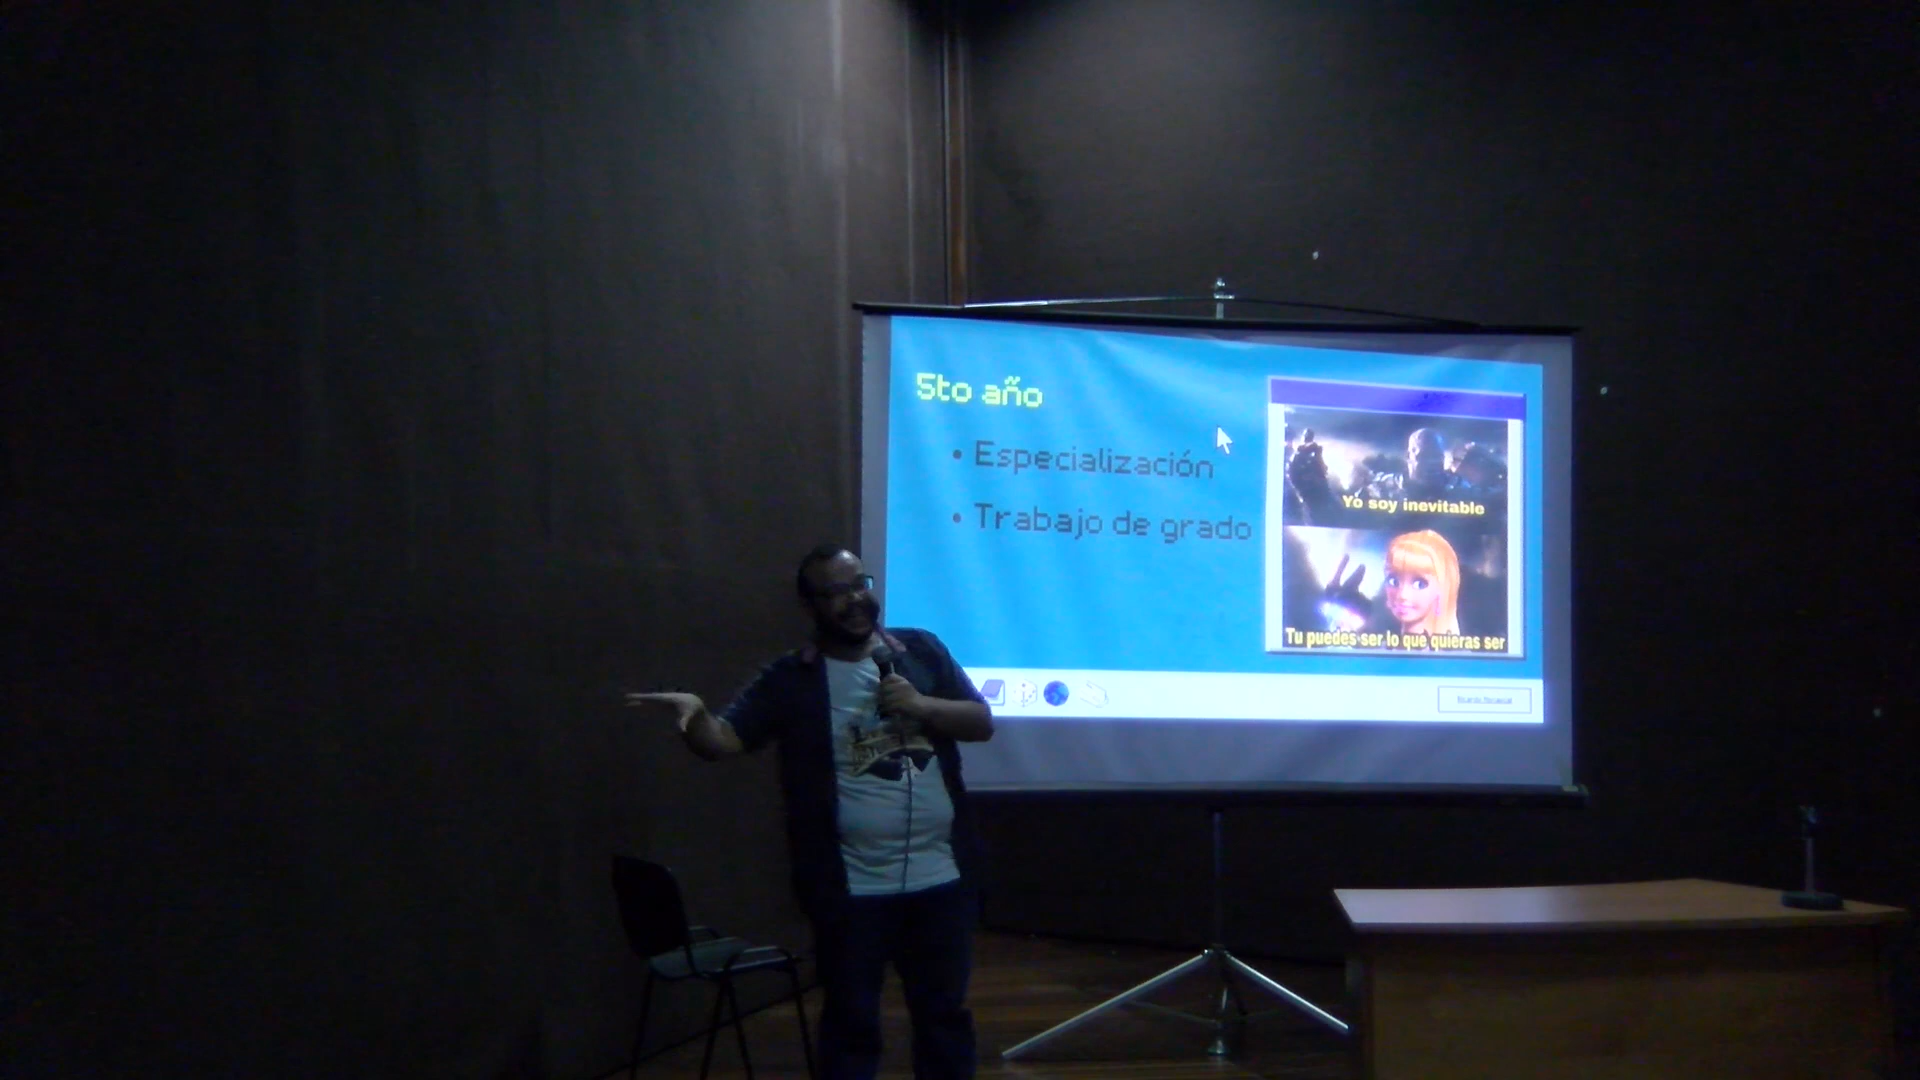 5to año
• Especialización
• Trabajo de grado
Yo soy inevitable
Tu puedes ser lo que quieras ser